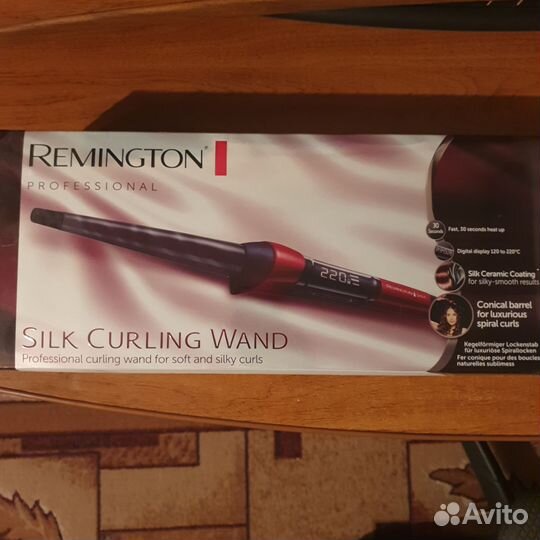 REMINGTON®
PROFESSIONAL
30 Seconds
Fast, 30 seconds heat up
Digital display 120 to 220°C
Silk Ceramic Coating
for silky-smooth results
Conical barrel
for luxurious
spiral curls
Kegelförmiger Lockenstab
für luxuriöse Spirallocken
Fer conique pour des boucles
naturelles sublimess
220
SILK CURLING WAND
Professional curling wand for soft and silky curls
Avito